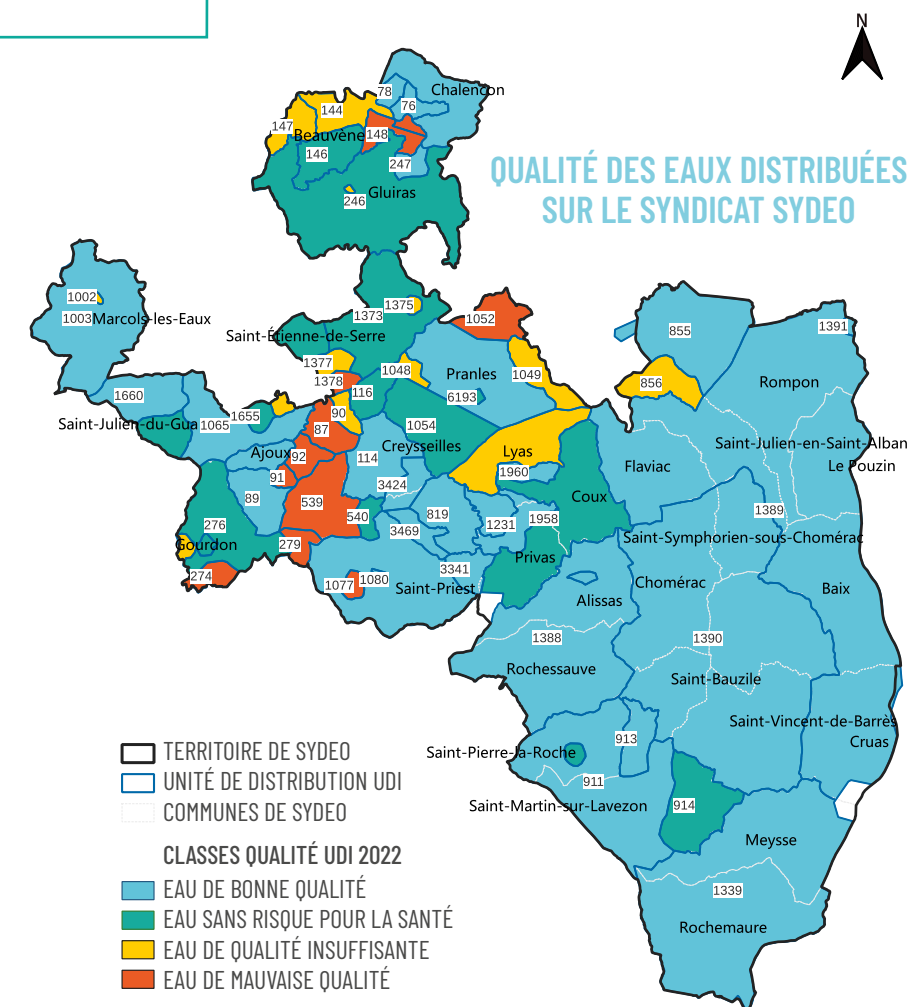 N
QUALITÉ DES EAUX DISTRIBUÉES
SUR LE SYNDICAT SYDEO
78
Chalencon
76
144
147
Beauvène
148
146
247
Gluiras
246
1002
1003
Marcols-les-Eaux
1375
1373
1052
Saint-Étienne-de-Serre
855
1391
1377
1378
1048
Pranles
1049
856
Rompon
116
6193
1660
1655
90
Saint-Julien-du-Gua
1065
87
1054
Creysseilles
Lyas
Saint-Julien-en-Saint-Alban
Ajoux
92
114
1960
Flaviac
Le Pouzin
91
3424
89
539
Coux
276
540
819
1231
1958
1389
3469
Saint-Symphorien-sous-Chomérac
Gourdon
279
Privas
274
3341
1077
1080
Saint-Priest
Chomérac
Baix
Alissas
1388
1390
Rochessauve
Saint-Bauzile
Saint-Vincent-de-Barrès
913
Cruas
Saint-Pierre-la-Roche
911
Saint-Martin-sur-Lavezon
914
Meysse
1339
Rochemaure
TERRITOIRE DE SYDEO
UNITÉ DE DISTRIBUTION UDI
COMMUNES DE SYDEO
CLASSES QUALITÉ UDI 2022
EAU DE BONNE QUALITÉ
EAU SANS RISQUE POUR LA SANTÉ
EAU DE QUALITÉ INSUFFISANTE
EAU DE MAUVAISE QUALITÉ